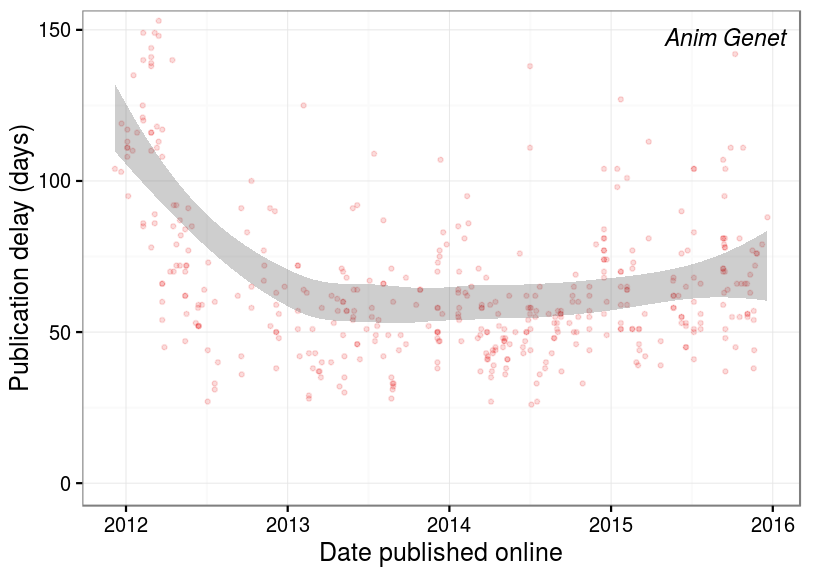 Anim Genet
150
100
50
0
Publication delay (days)
2012 2013 2014 2015 2016
Date published online